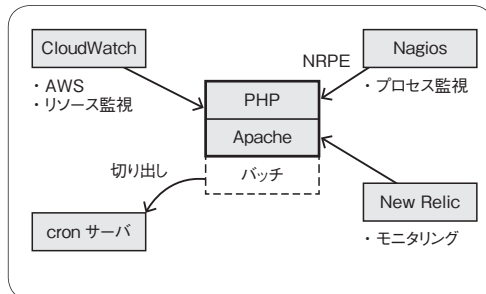 CloudWatch
・AWS
・リソース監視
NRPE
Nagios
・プロセス監視
PHP
Apache
バッチ
切り出し
cron サーバ
New Relic
・モニタリング